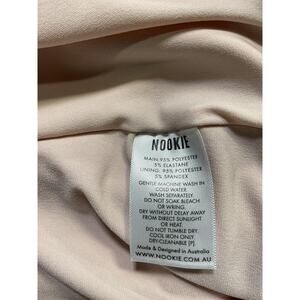 NOOKIE
MAIN: 95% POLYESTER
5% ELASTANE
LINING: 95% POLYESTER
5% SPANDEX
GENTLE MACHINE WASH IN
COLD WATER
WASH SEPARATELY.
DO NOT SOAK BLEACH
OR WRING.
DRY WITHOUT DELAY AWAY
FROM DIRECT SUNLIGHT
OR HEAT
DO NOT TUMBLE DRY.
COOL IRON ONLY
DRY-CLEANABLE [P]
Made & Designed in Australia
WWW.NOOKIE.COM.AU